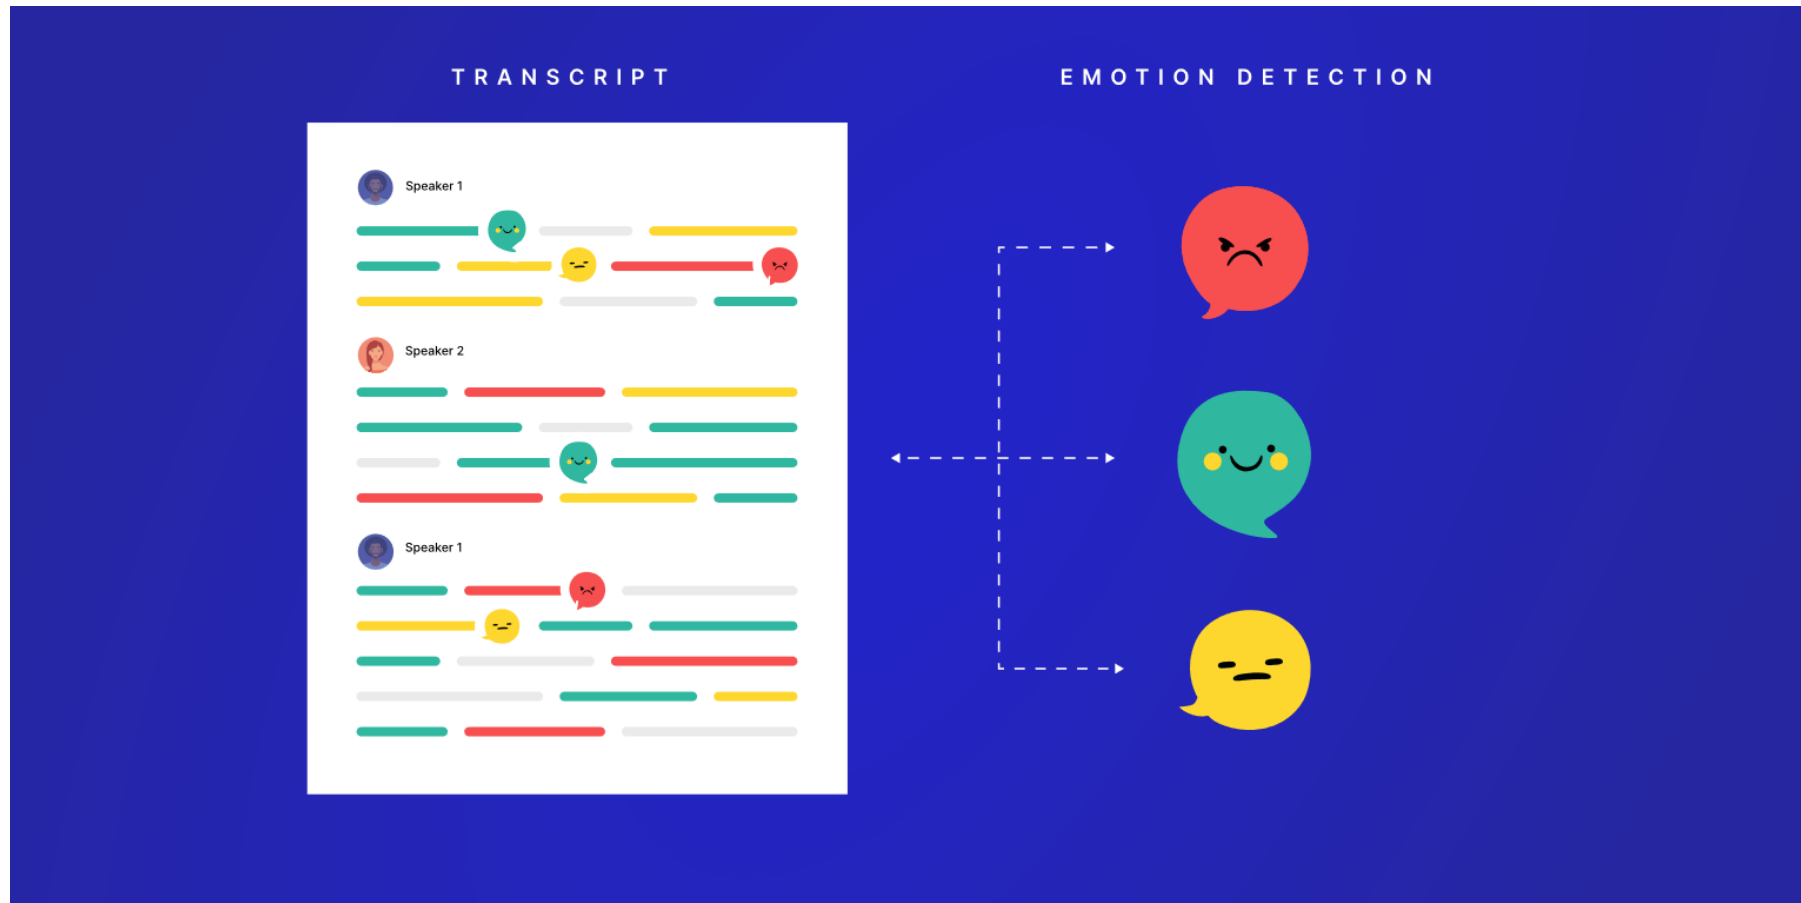 TRANSCRIPT
EMOTION DETECTION
Speaker 1
Speaker 2
Speaker 1